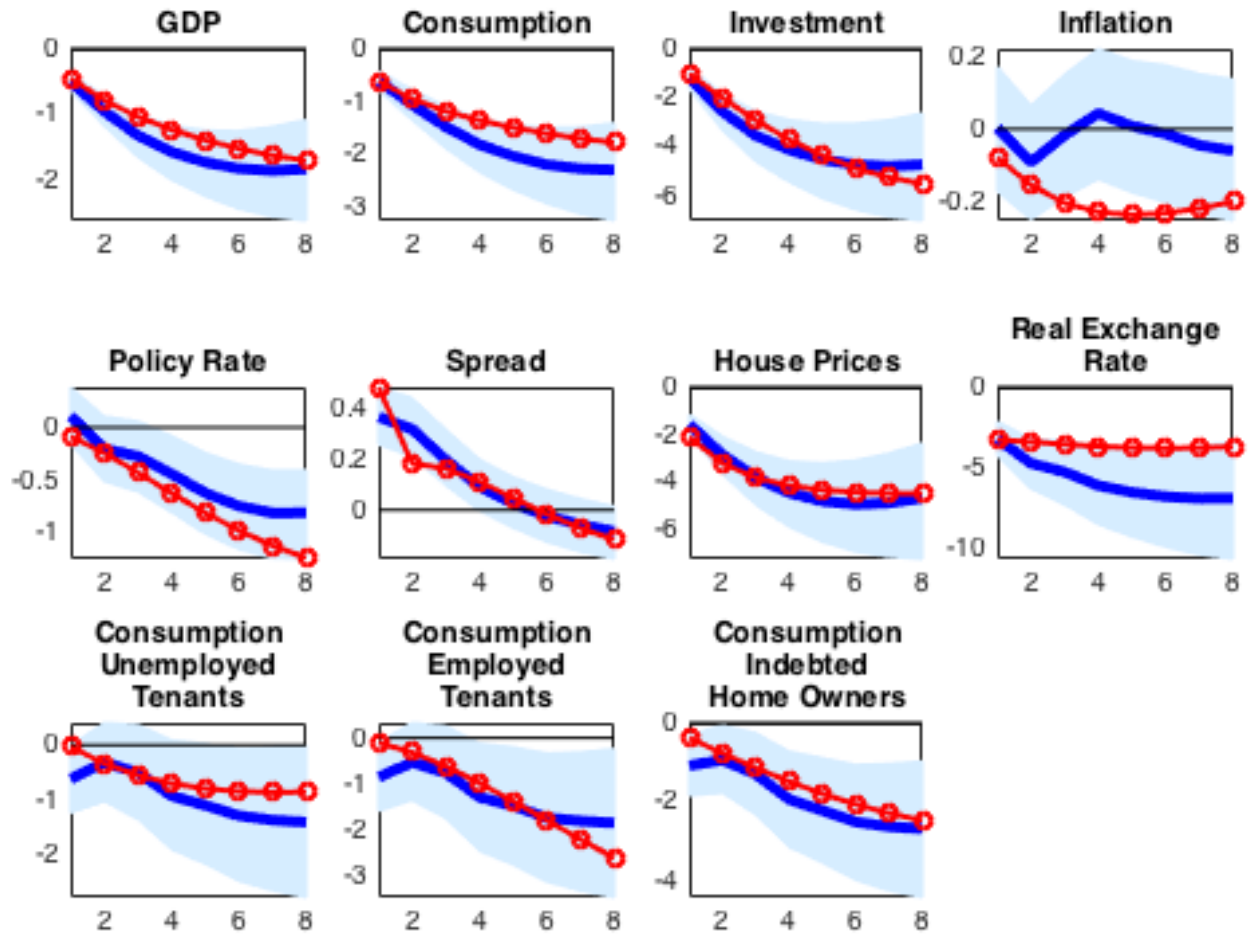 GDP
0
-1
-2
2 4 6 8
Consumption
0
-1
-2
-3
2 4 6 8
Investment
0
-2
-4
-6
2 4 6 8
Inflation
0.2
0
-0.2
2 4 6 8
Policy Rate
0
-0.5
-1
2 4 6 8
Spread
0.4
0.2
0
2 4 6 8
House Prices
0
-2
-4
-6
2 4 6 8
Real Exchange
Rate
0
-5
-10
2 4 6 8
Consumption
Unemployed
Tenants
0
-1
-2
2 4 6 8
Consumption
Employed
Tenants
0
-1
-2
-3
2 4 6 8
Consumption
Indebted
Home Owners
0
-2
-4
2 4 6 8